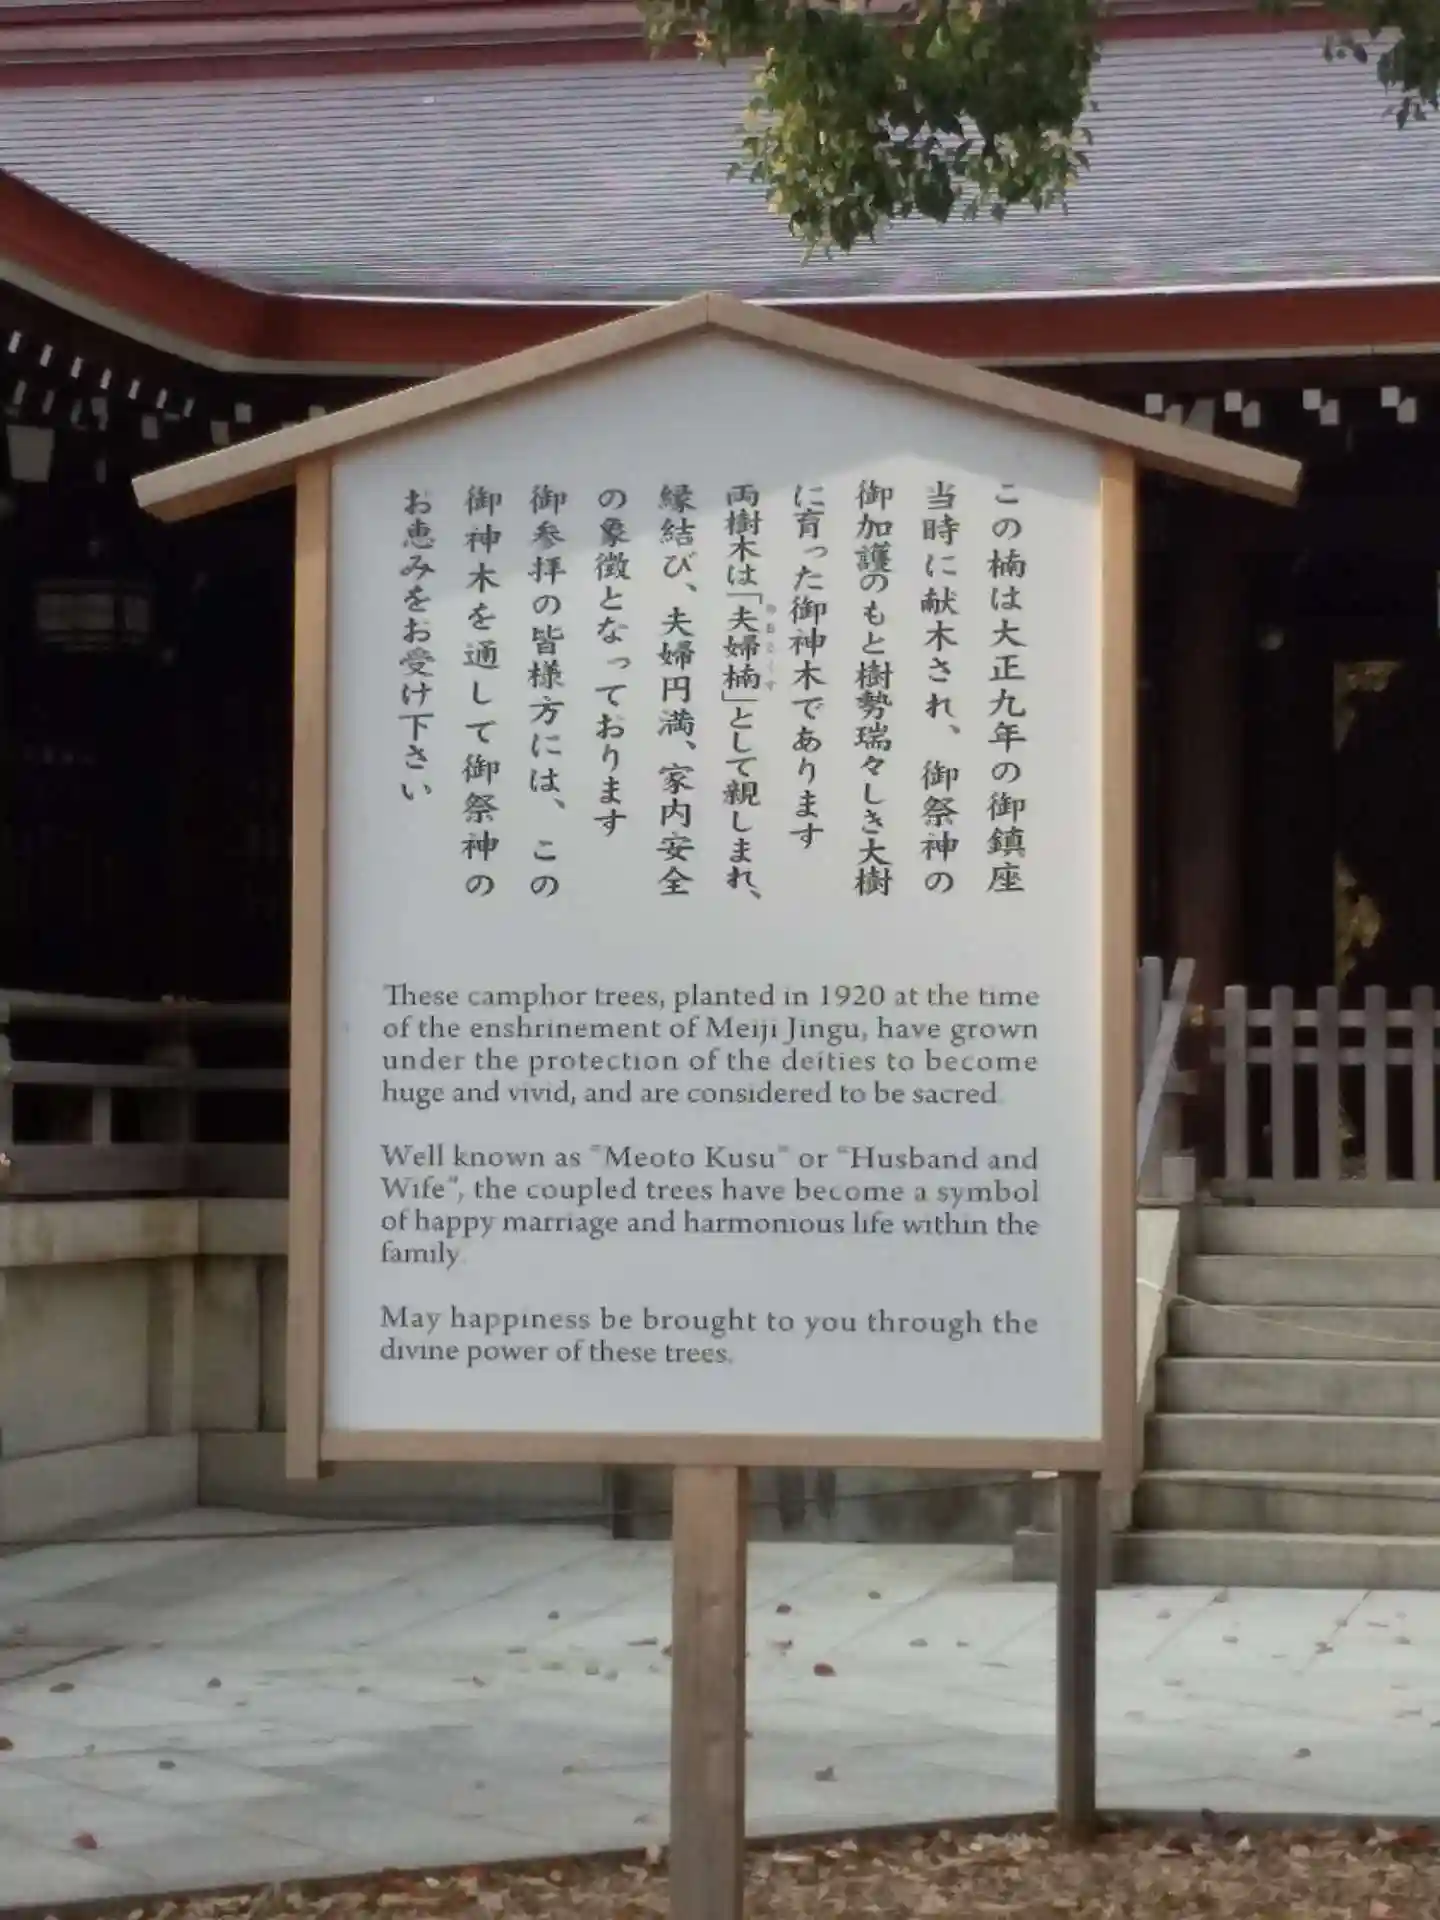 この楠は大正九年の御鎮座
当時に献木され、御祭神の
御加護のもと樹勢瑞々しき大樹
に育った御神木であります
両樹木は「夫婦楠」として親しまれ、
めおとくす
縁結び、夫婦円満、家内安全
の象徴となっております
御参拝の皆様方には、この
御神木を通して御祭神の
お恵みをお受け下さい
These camphor trees, planted in 1920 at the time
of the enshrinement of Meiji Jingu, have grown
under the protection of the deities to become
huge and vivid, and are considered to be sacred.
Well known as "Meoto Kusu" or "Husband and
Wife", the coupled trees have become a symbol
of happy marriage and harmonious life within the
family.
May happiness be brought to you through the
divine power of these trees.